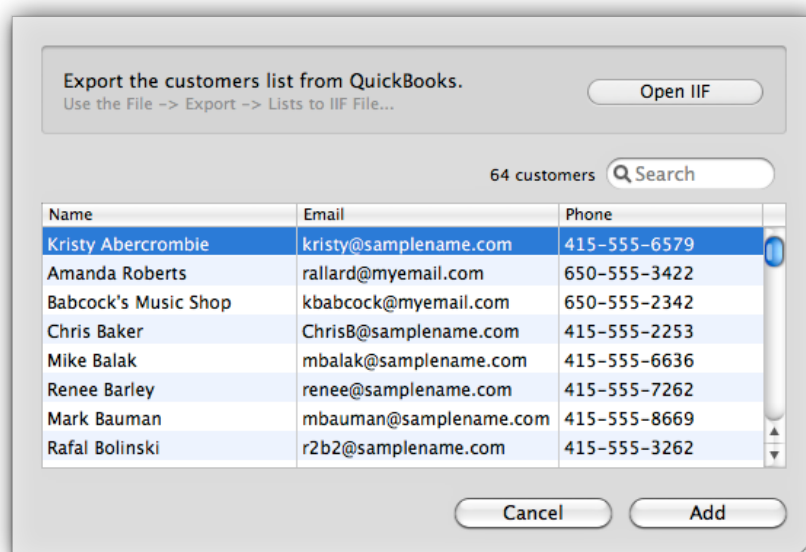 Export the customers list from QuickBooks.
Open IIF
Use the File -> Export -> Lists to IIF File...
64 customers Search
Name Email Phone
Kristy Abercrombie kristy@samplename.com 415-555-6579
Amanda Roberts rallard@myemail.com 650-555-3422
Babcock's Music Shop kbabcock@myemail.com 650-555-2342
Chris Baker ChrisB@samplename.com 415-555-2253
Mike Balak mbalak@samplename.com 415-555-6636
Renee Barley renee@samplename.com 415-555-7262
Mark Bauman mbauman@samplename.com 415-555-8669
Rafal Bolinski r2b2@samplename.com 415-555-3262
Cancel Add